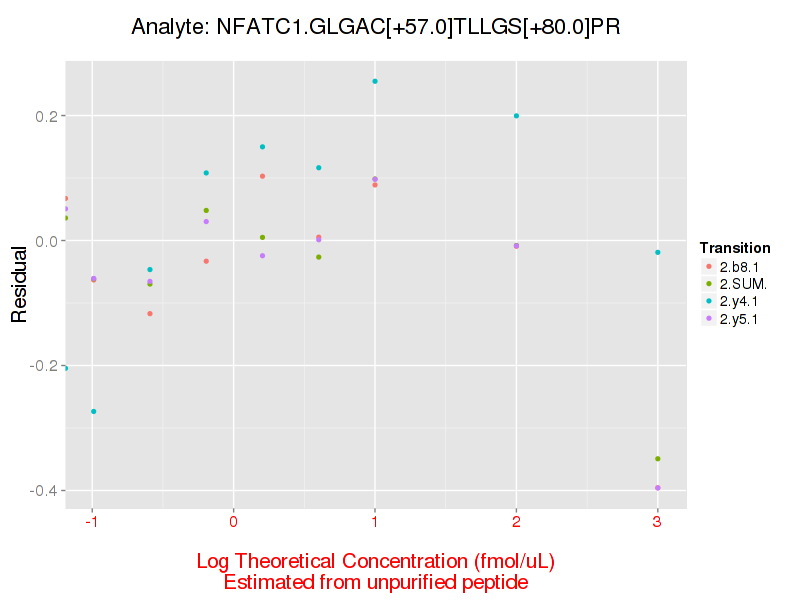 Analyte: NFATC1.GLGAC[+57.0]TLLGS[+80.0]PR
0.2
0.0
-0.2
-0.4
Residual
-1 0 1 2 3
Log Theoretical Concentration (fmol/uL)
Estimated from unpurified peptide
Transition
2.b8.1
2.SUM.
2.y4.1
2.y5.1